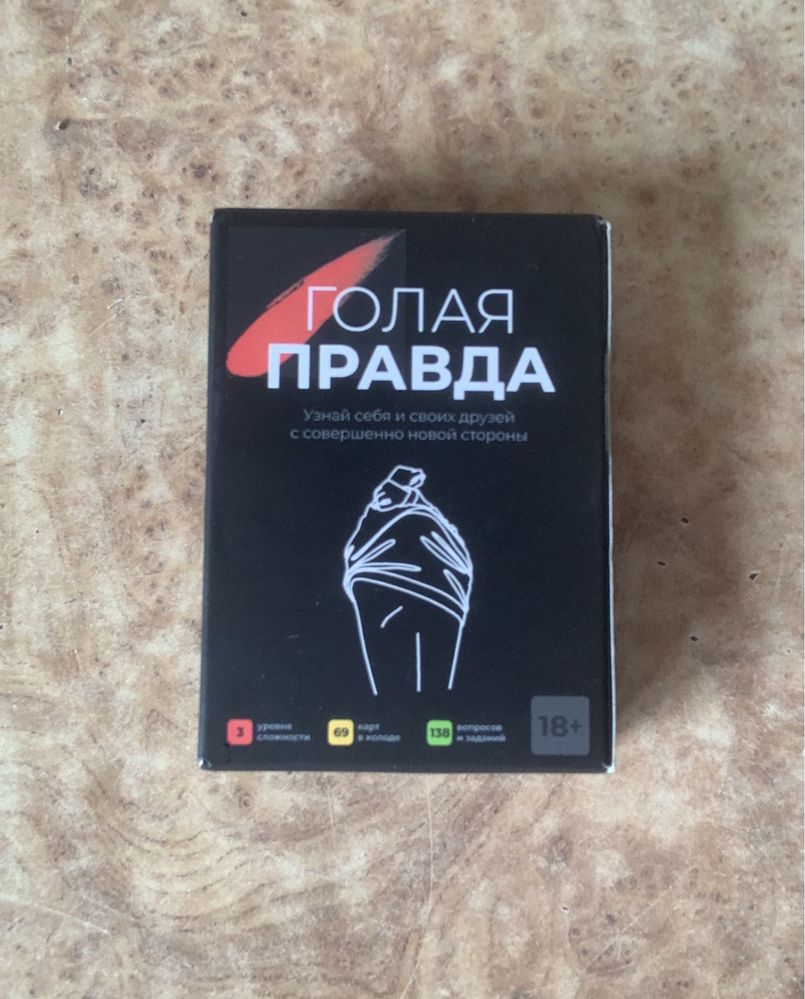 ГОЛАЯ
ПРАВДА
Узнай себя и своих друзей
с совершенно новой стороны
3 уровня
сложности
69 карт
в колоде
138 вопросов
и заданий
18+